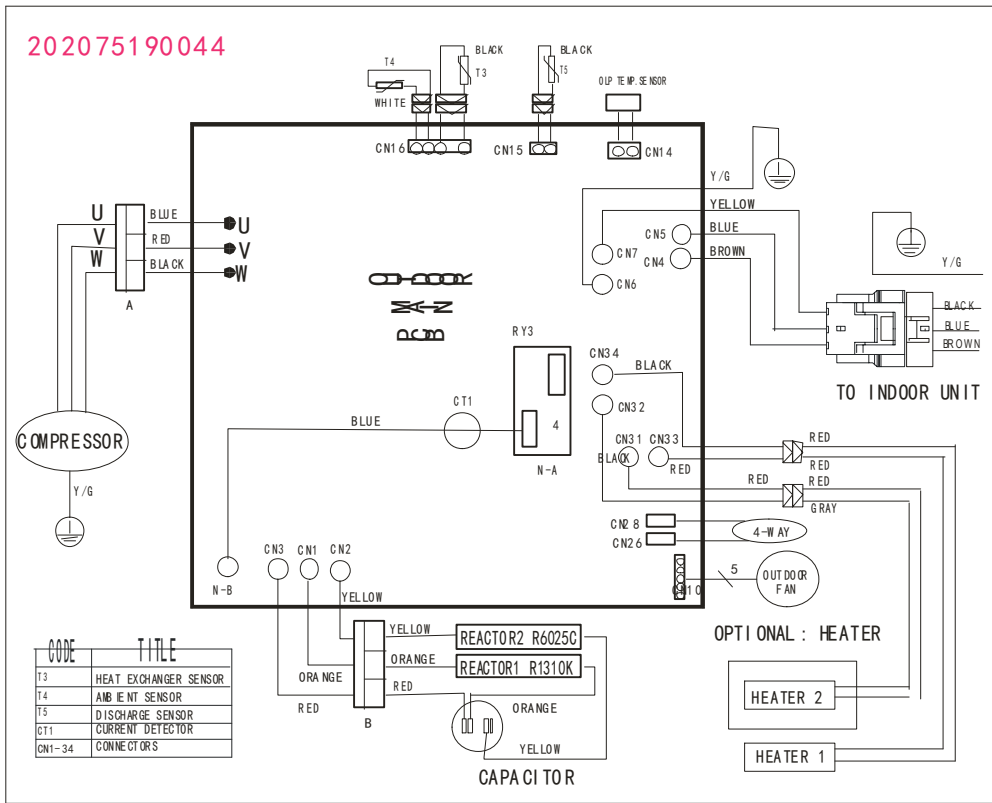 202075190044
BLACK
T4
T3
WHITE
BLACK
T5
OLP TEMP.SENSOR
CN16
CN15
CN14
Y/G
YELLOW
BLUE
BROWN
CN7
CN5
CN4
CN6
Y/G
BLACK
BLUE
BROWN
TO INDOOR UNIT
U
V
W
BLUE
RED
BLACK
U
V
W
A
MAIN
PCB
RY3
4
N-A
CT1
BLUE
CN34
BLACK
CN32
CN31
CN33
BLACK
RED
RED
RED
RED
RED
GRAY
COMPRESSOR
Y/G
CN28
CN26
4-WAY
CN10
5
OUTDOOR
FAN
N-B
CN3
CN1
CN2
YELLOW
YELLOW
ORANGE
RED
ORANGE
RED
B
REACTOR2 R6025C
REACTOR1 R1310K
ORANGE
YELLOW
CAPACITOR
OPTIONAL: HEATER
HEATER 2
HEATER 1
CODE TITLE
T3 HEAT EXCHANGER SENSOR
T4 AMBIENT SENSOR
T5 DISCHARGE SENSOR
CT1 CURRENT DETECTOR
CN1-34 CONNECTORS